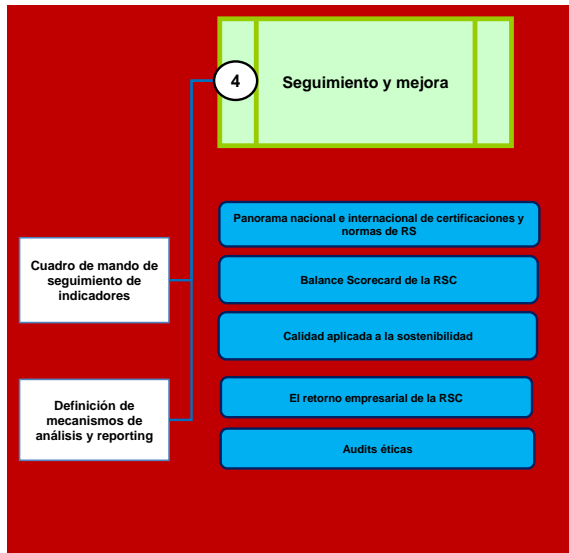 4
Seguimiento y mejora
Panorama nacional e internacional de certificaciones y
normas de RS
Cuadro de mando de
seguimiento de
indicadores
Balance Scorecard de la RSC
Calidad aplicada a la sostenibilidad
Definición de
mecanismos de
análisis y reporting
El retorno empresarial de la RSC
Audits éticas